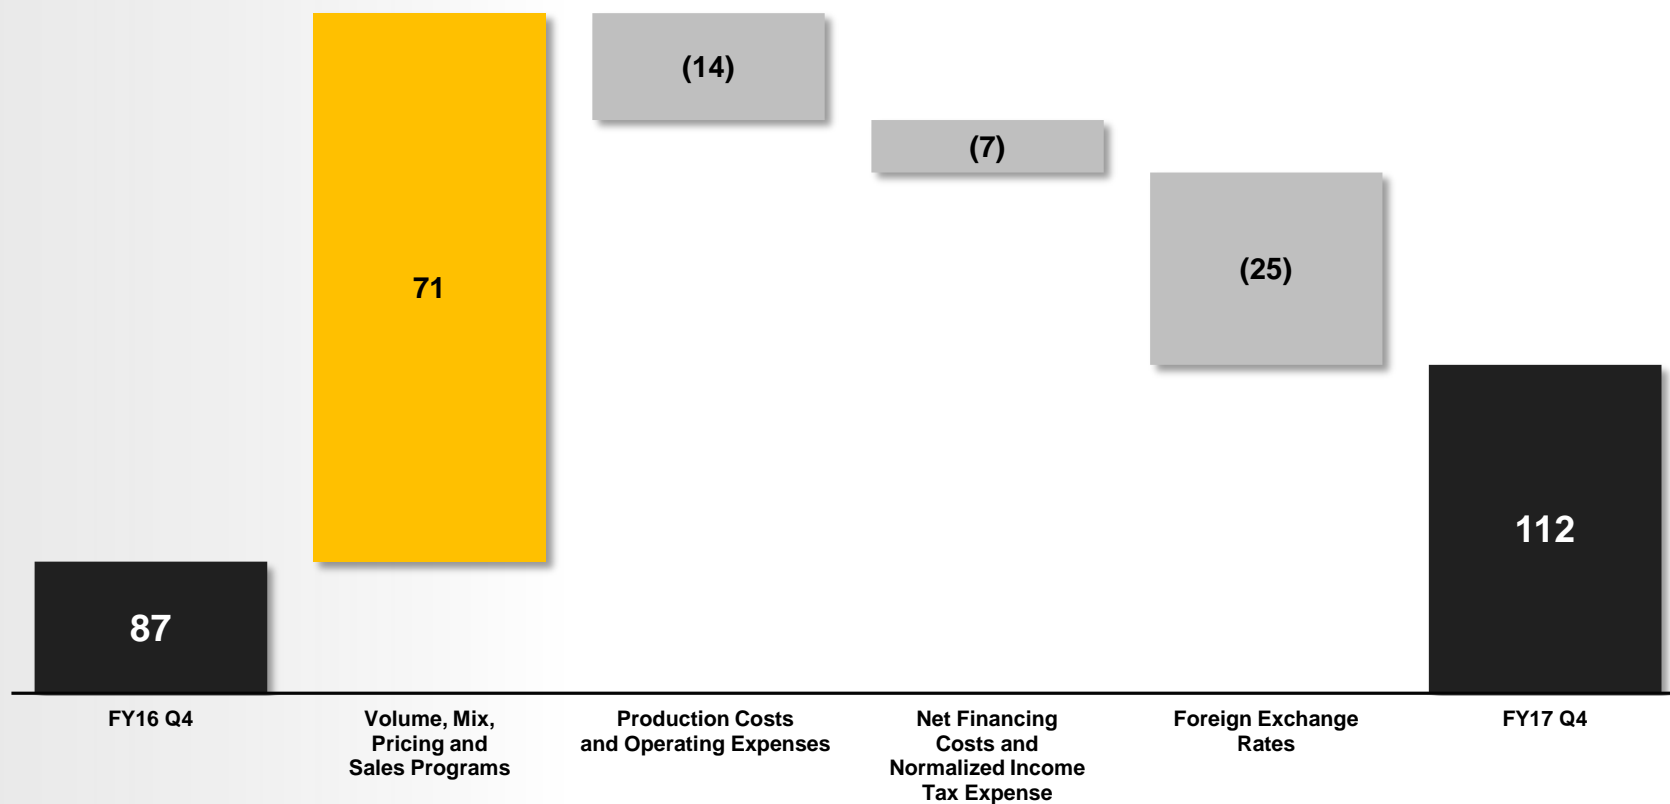 (14)
(7)
(25)
71
112
87
FY16 Q4
Volume, Mix,
Pricing and
Sales Programs
Production Costs
and Operating Expenses
Net Financing
Costs and
Normalized Income
Tax Expense
Foreign Exchange
Rates
FY17 Q4